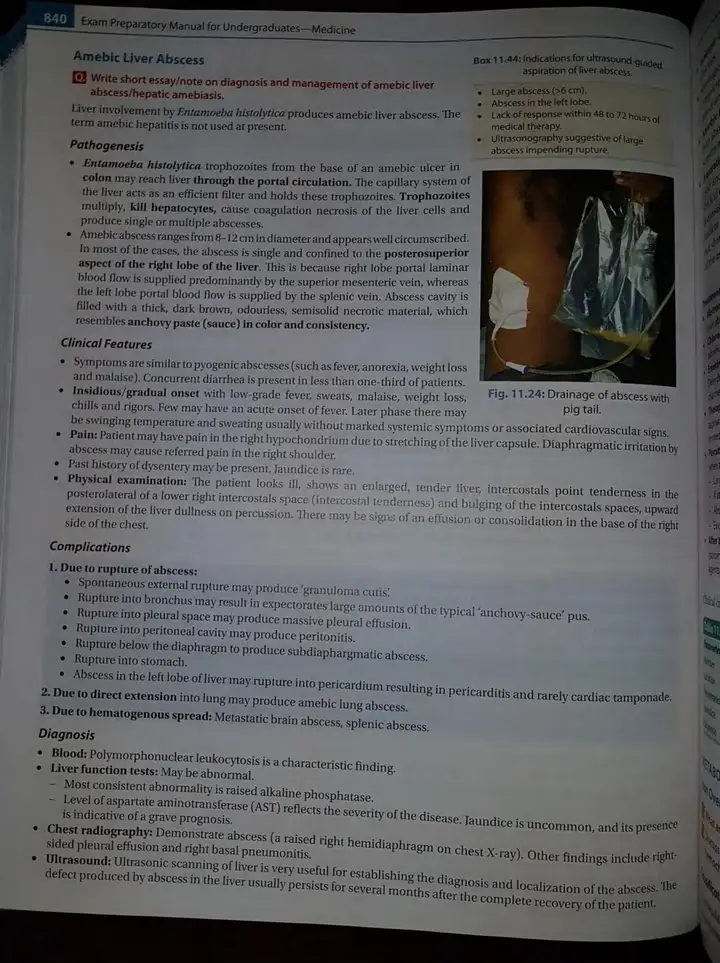 840 Exam Preparatory Manual for Undergraduates—Medicine
Amebic Liver Abscess
Q Write short essay/note on diagnosis and management of amebic liver
abscess/hepatic amebiasis.
Liver involvement by Entamoeba histolytica produces amebic liver abscess. The
term amebic hepatitis is not used at present.
Pathogenesis
• Entamoeba histolytica trophozoites from the base of an amebic ulcer in
colon may reach liver through the portal circulation. The capillary system of
the liver acts as an efficient filter and holds these trophozoites. Trophozoites
multiply, kill hepatocytes, cause coagulation necrosis of the liver cells and
produce single or multiple abscesses.
• Amebic abscess ranges from 8–12 cm in diameter and appears well circumscribed.
In most of the cases, the abscess is single and confined to the posterosuperior
aspect of the right lobe of the liver. This is because right lobe portal laminar
blood flow is supplied predominantly by the superior mesenteric vein, whereas
the left lobe portal blood flow is supplied by the splenic vein. Abscess cavity is
filled with a thick, dark brown, odourless, semisolid necrotic material, which
resembles anchovy paste (sauce) in color and consistency.
Box 11.44: Indications for ultrasound-guided
aspiration of liver abscess.
• Large abscess (>6 cm).
• Abscess in the left lobe.
• Lack of response within 48 to 72 hours of
medical therapy.
• Ultrasonography suggestive of large
abscess impending rupture.
Fig. 11.24: Drainage of abscess with
pig tail.
Clinical Features
• Symptoms are similar to pyogenic abscesses (such as fever, anorexia, weight loss
and malaise). Concurrent diarrhea is present in less than one-third of patients.
• Insidious/gradual onset with low-grade fever, sweats, malaise, weight loss,
chills and rigors. Few may have an acute onset of fever. Later phase there may
be swinging temperature and sweating usually without marked systemic symptoms or associated cardiovascular signs.
• Pain: Patient may have pain in the right hypochondrium due to stretching of the liver capsule. Diaphragmatic irritation by
abscess may cause referred pain in the right shoulder.
• Past history of dysentery may be present. Jaundice is rare.
• Physical examination: The patient looks ill, shows an enlarged, tender liver, intercostals point tenderness in the
posterolateral of a lower right intercostals space (intercostal tenderness) and bulging of the intercostals spaces, upward
extension of the liver dullness on percussion. There may be signs of an effusion or consolidation in the base of the right
side of the chest.
Complications
1. Due to rupture of abscess:
• Spontaneous external rupture may produce 'granuloma cutis'.
• Rupture into bronchus may result in expectorates large amounts of the typical 'anchovy-sauce' pus.
• Rupture into pleural space may produce massive pleural effusion.
• Rupture into peritoneal cavity may produce peritonitis.
• Rupture below the diaphragm to produce subdiaphargmatic abscess.
• Rupture into stomach.
• Abscess in the left lobe of liver may rupture into pericardium resulting in pericarditis and rarely cardiac tamponade.
2. Due to direct extension into lung may produce amebic lung abscess.
3. Due to hematogenous spread: Metastatic brain abscess, splenic abscess.
Diagnosis
• Blood: Polymorphonuclear leukocytosis is a characteristic finding.
• Liver function tests: May be abnormal.
– Most consistent abnormality is raised alkaline phosphatase.
– Level of aspartate aminotransferase (AST) reflects the severity of the disease. Jaundice is uncommon, and its presence
is indicative of a grave prognosis.
• Chest radiography: Demonstrate abscess (a raised right hemidiaphragm on chest X-ray). Other findings include right-
sided pleural effusion and right basal pneumonitis.
• Ultrasound: Ultrasonic scanning of liver is very useful for establishing the diagnosis and localization of the abscess. The
defect produced by abscess in the liver usually persists for several months after the complete recovery of the patient.